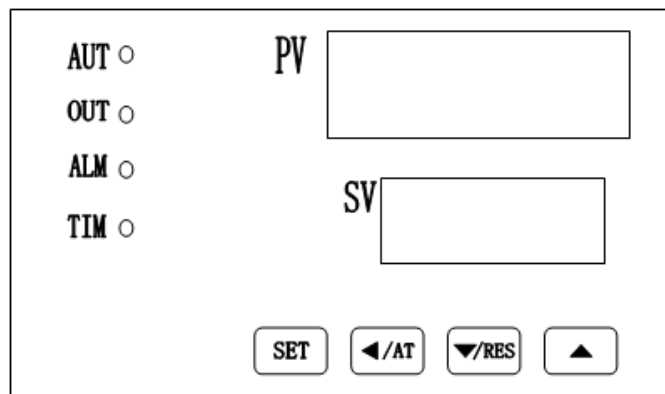 AUT
PV
OUT
ALM
SV
TIM
SET ◀/AT ▼/RES ▲